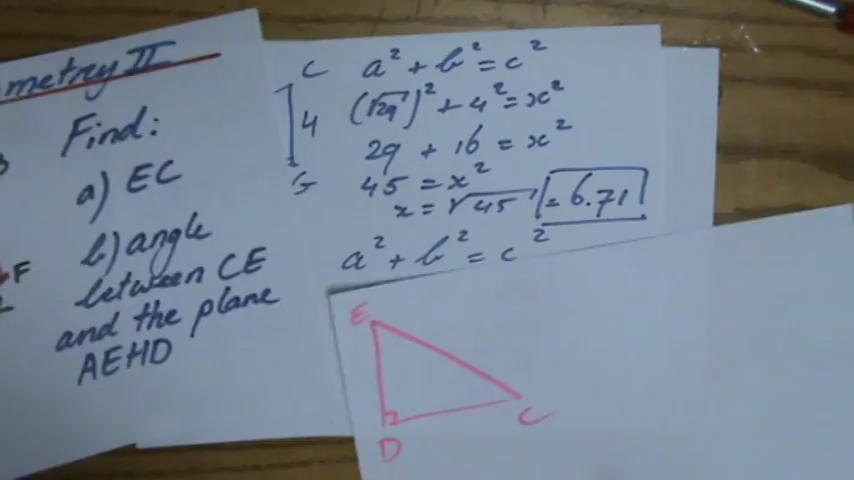 metry II
Find:
a) EC
b) angle
between CE
and the plane
AEHD
F
C
4
G
a² + b² = c²
(√29)² + 4² = x²
29 + 16 = x²
45 = x²
x = √45 = 6.71
a² + b² = c²
E
D
C